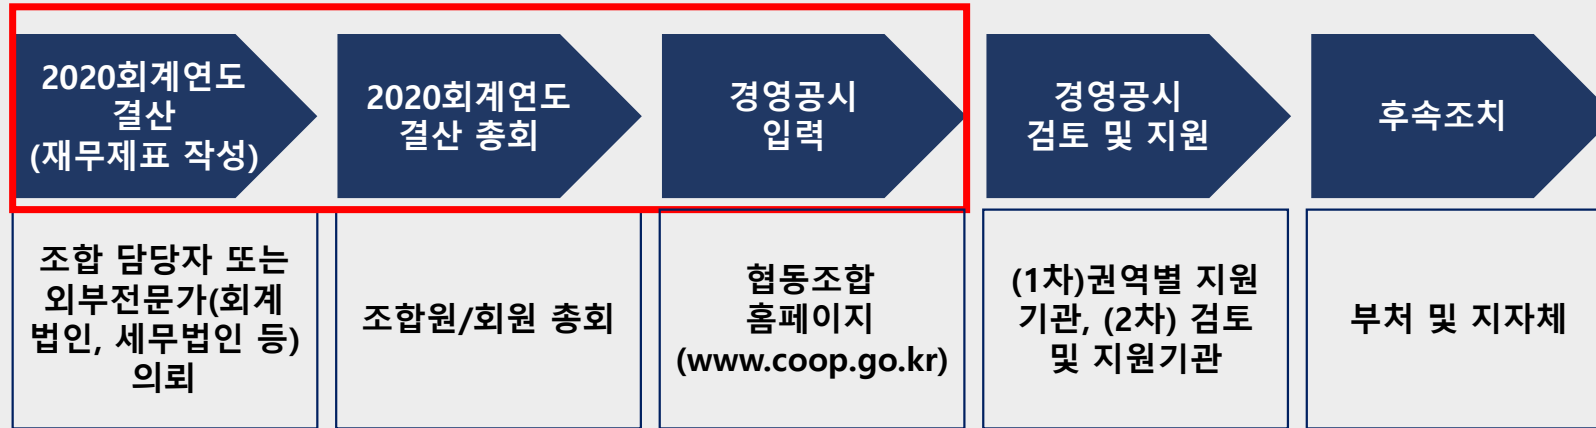 2020회계연도
결산
(재무제표 작성)
2020회계연도
결산 총회
경영공시
입력
경영공시
검토 및 지원
후속조치
조합 담당자 또는
외부전문가(회계
법인, 세무법인 등)
의뢰
조합원/회원 총회
협동조합
홈페이지
(www.coop.go.kr)
(1차)권역별 지원
기관, (2차) 검토
및 지원기관
부처 및 지자체